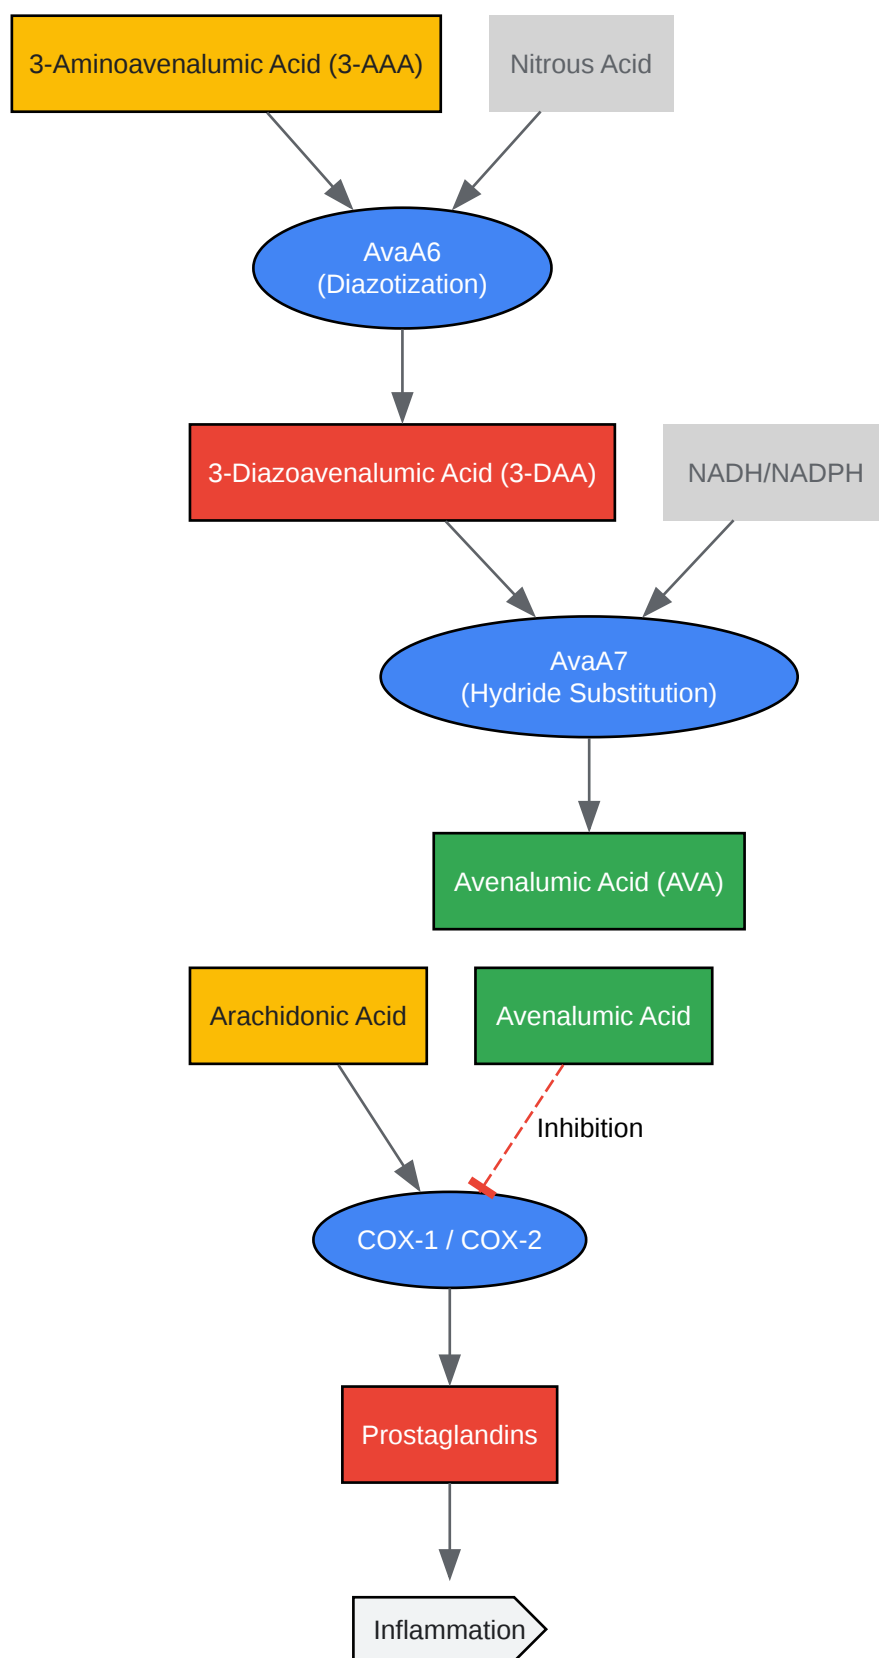 3-Aminoavenalumic Acid (3-AAA)
Nitrous Acid
AvaA6
(Diazotization)
3-Diazoavenalumic Acid (3-DAA)
NADH/NADPH
AvaA7
(Hydride Substitution)
Avenalumic Acid (AVA)
Arachidonic Acid
Avenalumic Acid
Inhibition
COX-1 / COX-2
Prostaglandins
Inflammation